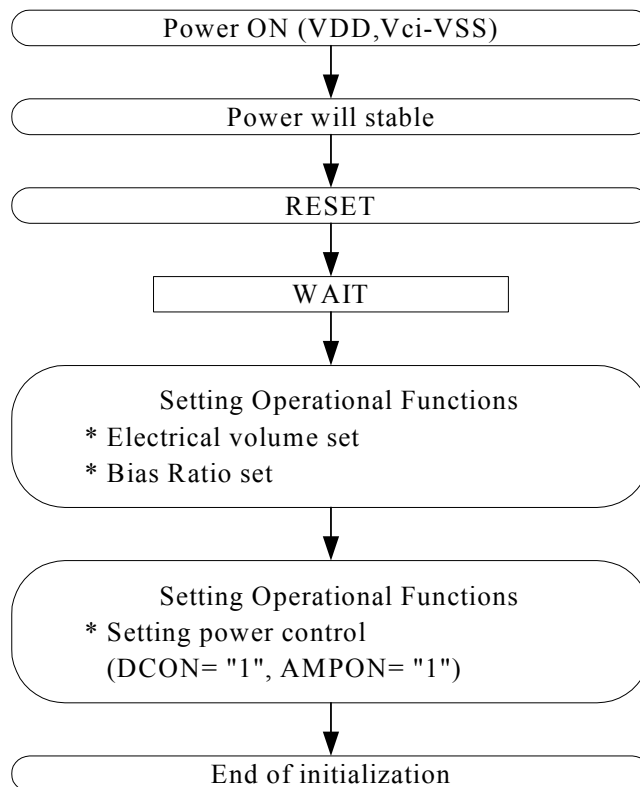 Power ON (VDD,Vci-VSS)
Power will stable
RESET
WAIT
Setting Operational Functions
* Electrical volume set
* Bias Ratio set
Setting Operational Functions
* Setting power control
(DCON= "1", AMPON= "1")
End of initialization